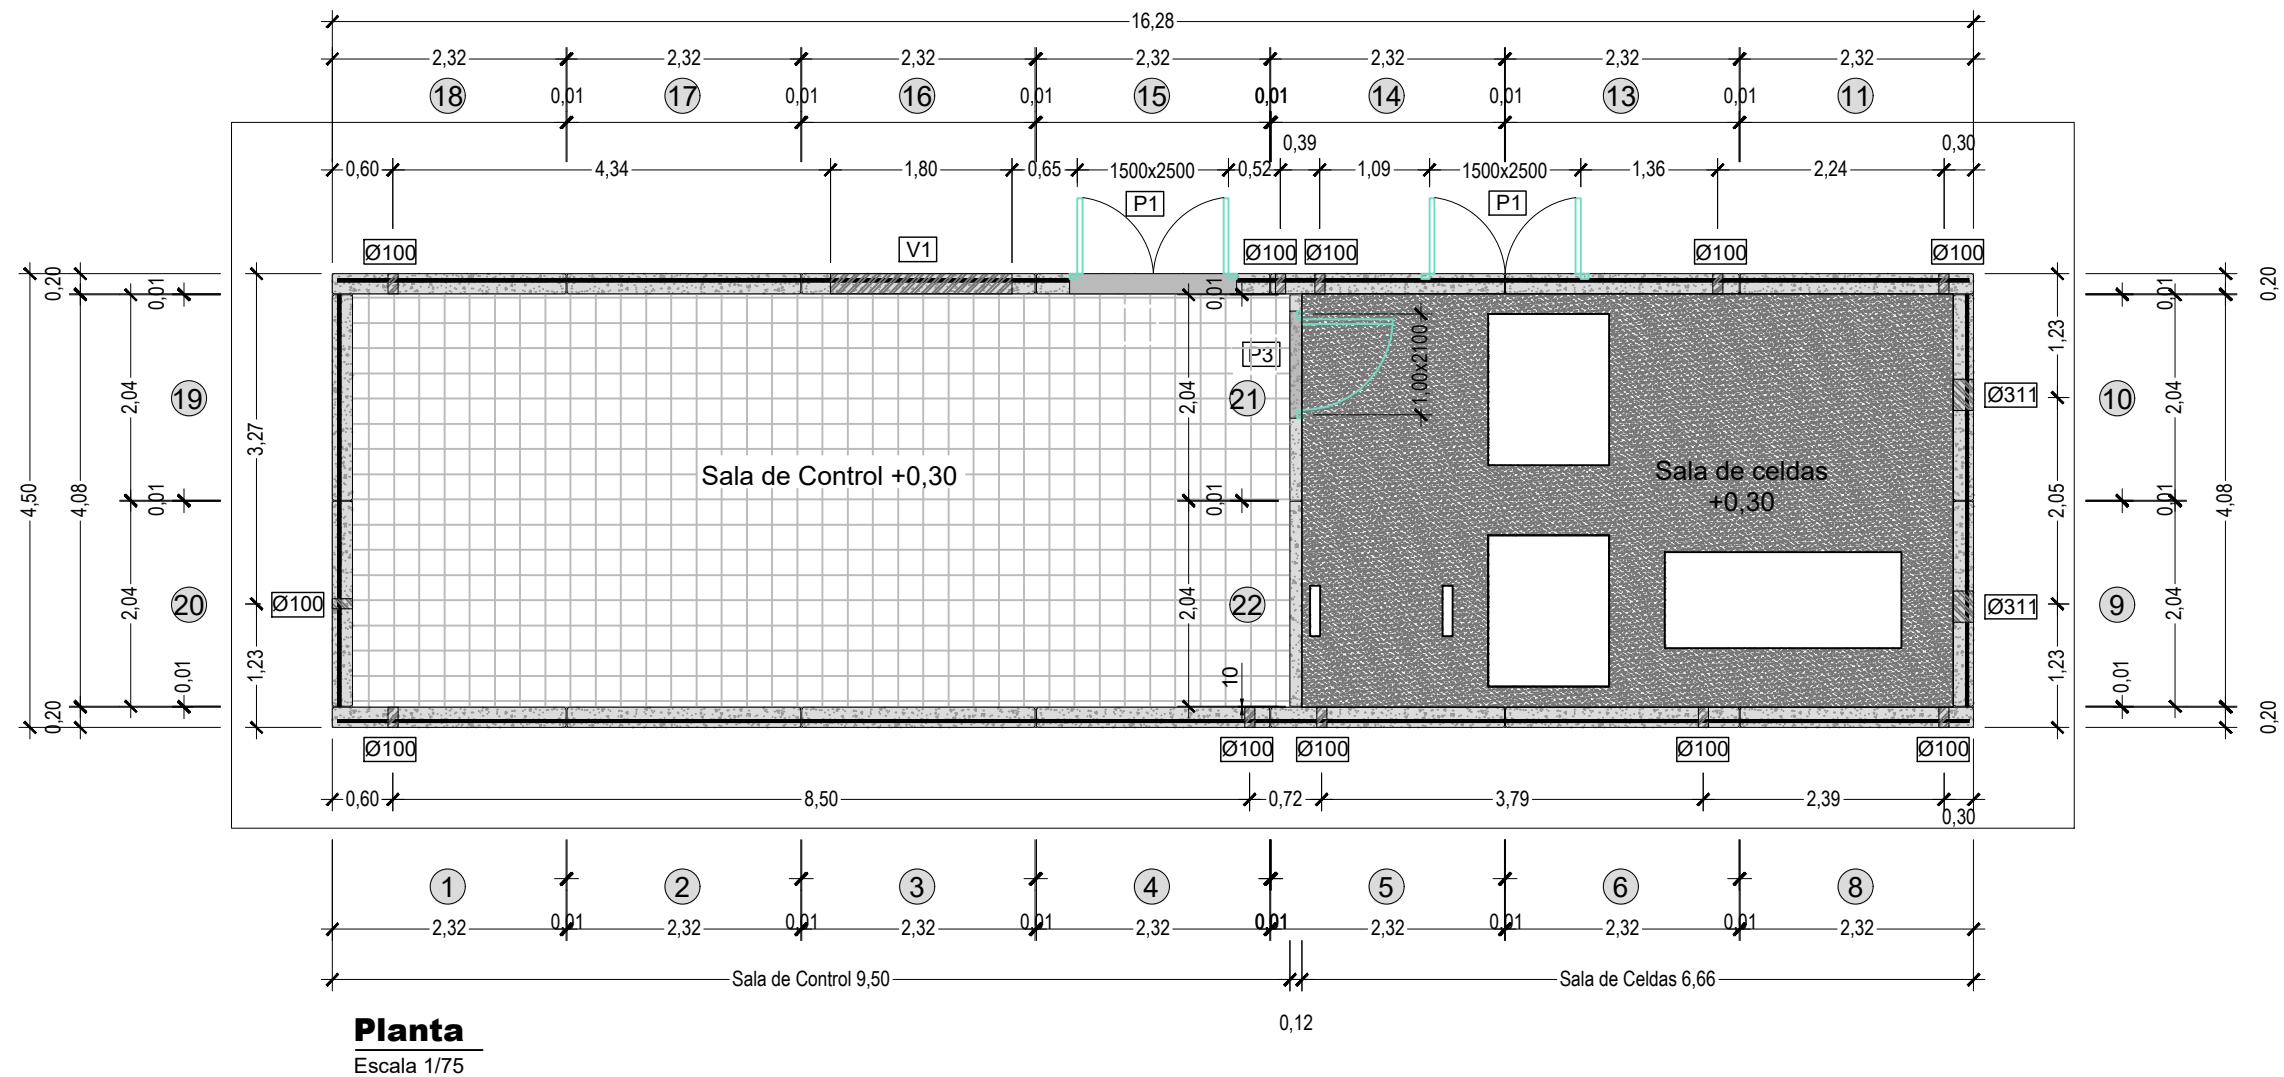 16,28
2,32 2,32 2,32 2,32 2,32 2,32 2,32
18 0,01 17 0,01 16 0,01 15 0,01 14 0,01 13 0,01 11
0,39 0,30
0,60 4,34 1,80 0,65 1500x2500 0,52 1,09 1500x2500 1,36 2,24
P1 P1
Ø100 V1 Ø100 Ø100 Ø100 Ø100
0,20 0,01 0,01 0,01 0,20
1,23
P3 1,00x2100
19 2,04 2,04 21 Ø311 10 2,04
3,27
Sala de Control +0,30 Sala de celdas
+0,30
4,50 4,08 0,01 0,01 2,05 0,01 4,08
20 2,04 Ø100 2,04 22 Ø311 9 2,04
0,01 1,23 10 1,23 0,01
0,20 0,20
Ø100 Ø100 Ø100 Ø100 Ø100
0,60 8,50 0,72 3,79 2,39
0,30
1 2 3 4 5 6 8
0,01 0,01 0,01 0,01 0,01 0,01
2,32 2,32 2,32 2,32 2,32 2,32 2,32
Sala de Control 9,50 Sala de Celdas 6,66
0,12
Planta
Escala 1/75